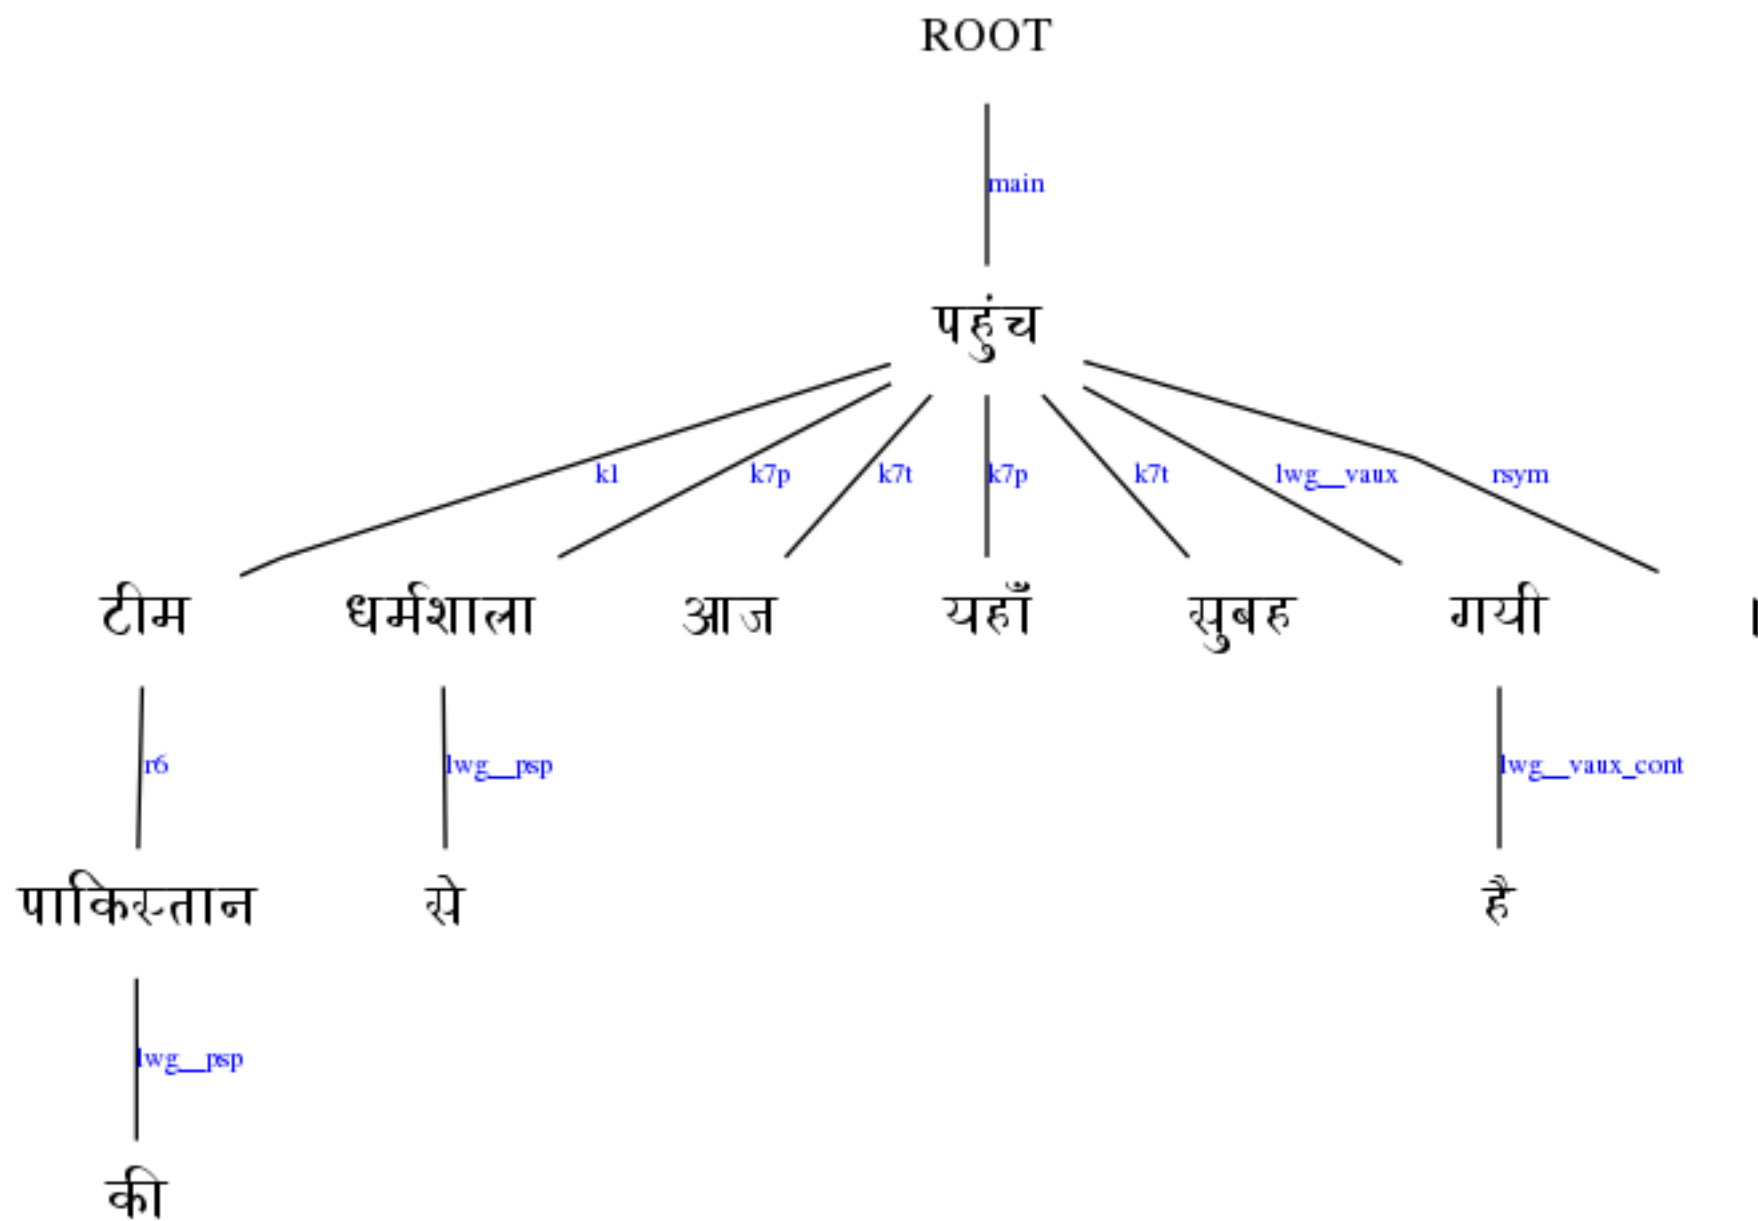 ROOT
main
पहुंच
k1 k7p k7t k7p k7t lwg__vaux rsym
टीम धर्मशाला आज यहाँ सुबह गयी ।
r6 lwg__psp lwg__vaux_cont
पाकिस्तान से है
lwg__psp
की